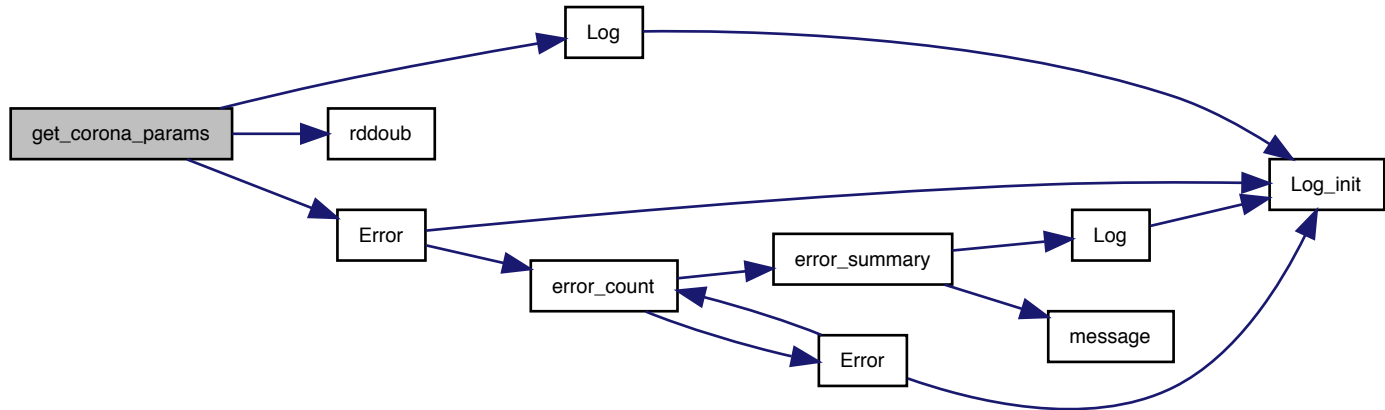 Log
get_corona_params
rddoub
Log_init
Error
Log
error_summary
error_count
message
Error